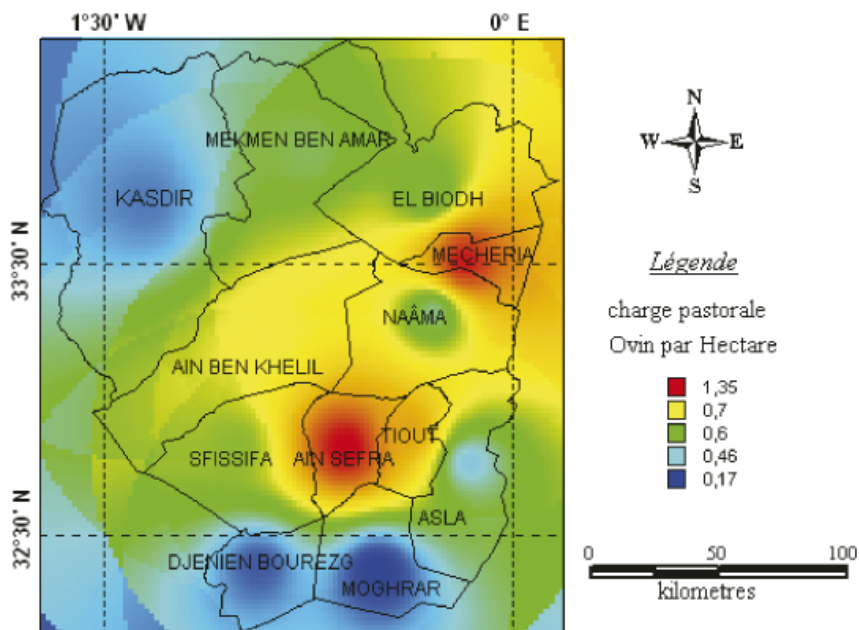 1°30' W
0° E
33°30' N
32°30' N
MEKMEN BEN AMAR
KASDIR
EL BIODH
MECHERIA
NAÂMA
AIN BEN KHELIL
TIOUT
SFISSIFA
AIN SEFRA
ASLA
DJENIEN BOUREZG
MOGHRAR
N
W
E
S
Légende
charge pastorale
Ovin par Hectare
1,35
0,7
0,6
0,46
0,17
0
50
100
kilometres